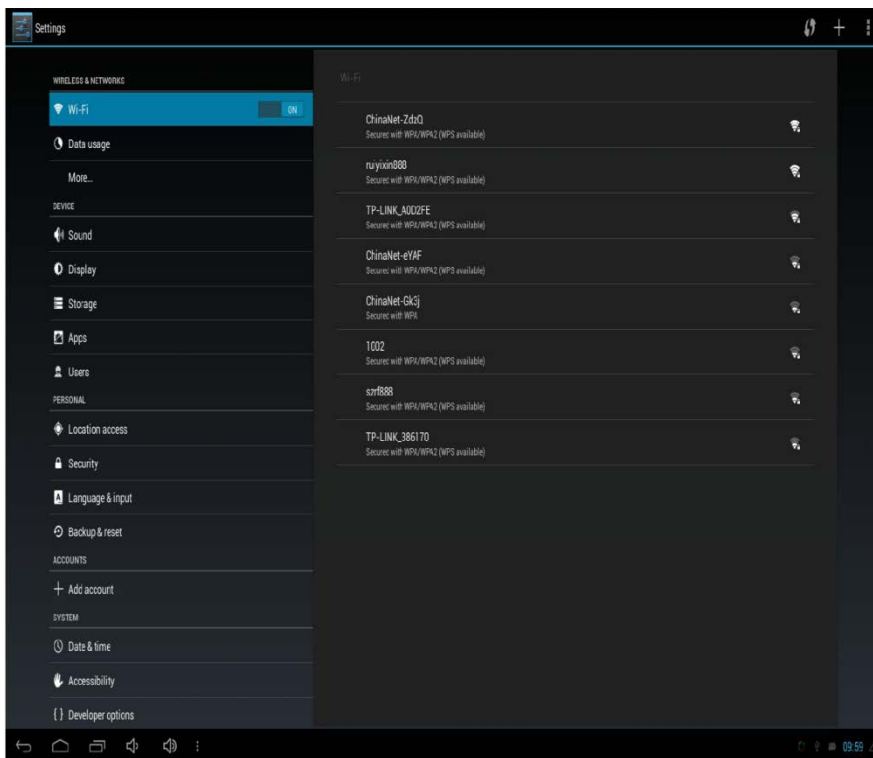 Settings
WIRELESS & NETWORKS
Wi-Fi
ON
Data usage
More...
DEVICE
Sound
Display
Storage
Apps
Users
PERSONAL
Location access
Security
Language & input
Backup & reset
ACCOUNTS
Add account
SYSTEM
Date & time
Accessibility
{ } Developer options
Wi-Fi
ChinaNet-ZdzQ
Secured with WPA/WPA2 (WPS available)
ruiyixin888
Secured with WPA/WPA2 (WPS available)
TP-LINK_A0D2FE
Secured with WPA/WPA2 (WPS available)
ChinaNet-eYAF
Secured with WPA/WPA2 (WPS available)
ChinaNet-Gk3j
Secured with WPA
1002
Secured with WPA/WPA2 (WPS available)
szrf888
Secured with WPA/WPA2 (WPS available)
TP-LINK_386170
Secured with WPA/WPA2 (WPS available)
09:59